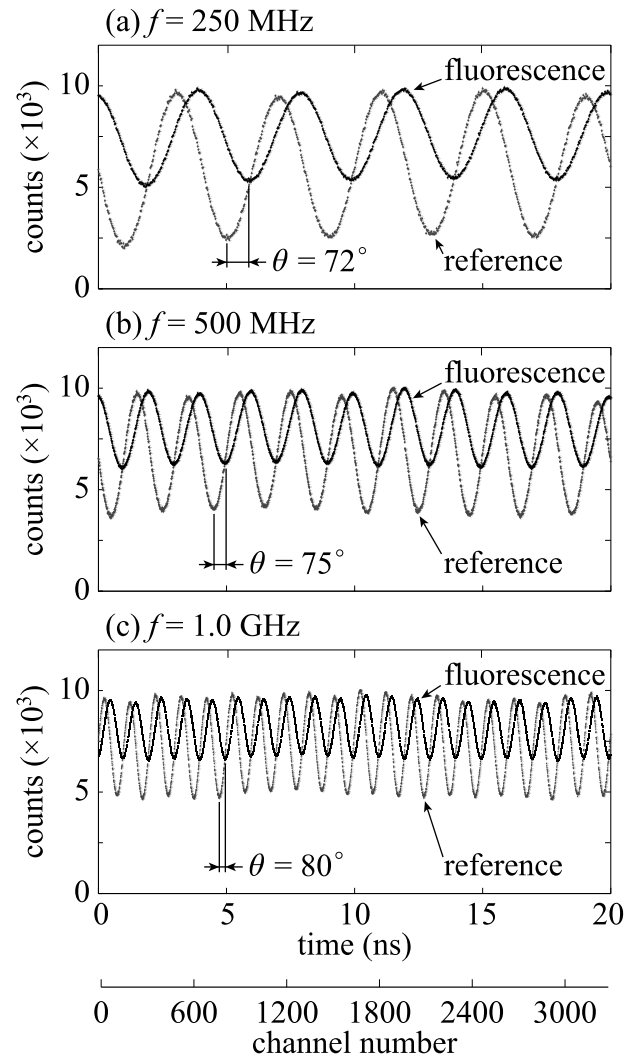 (a) f = 250 MHz
fluorescence
10
counts (×10³)
5
θ = 72°
reference
0
(b) f = 500 MHz
fluorescence
10
counts (×10³)
5
θ = 75°
reference
0
(c) f = 1.0 GHz
fluorescence
10
counts (×10³)
5
θ = 80°
reference
0
0 5 10 15 20
time (ns)
0 600 1200 1800 2400 3000
channel number